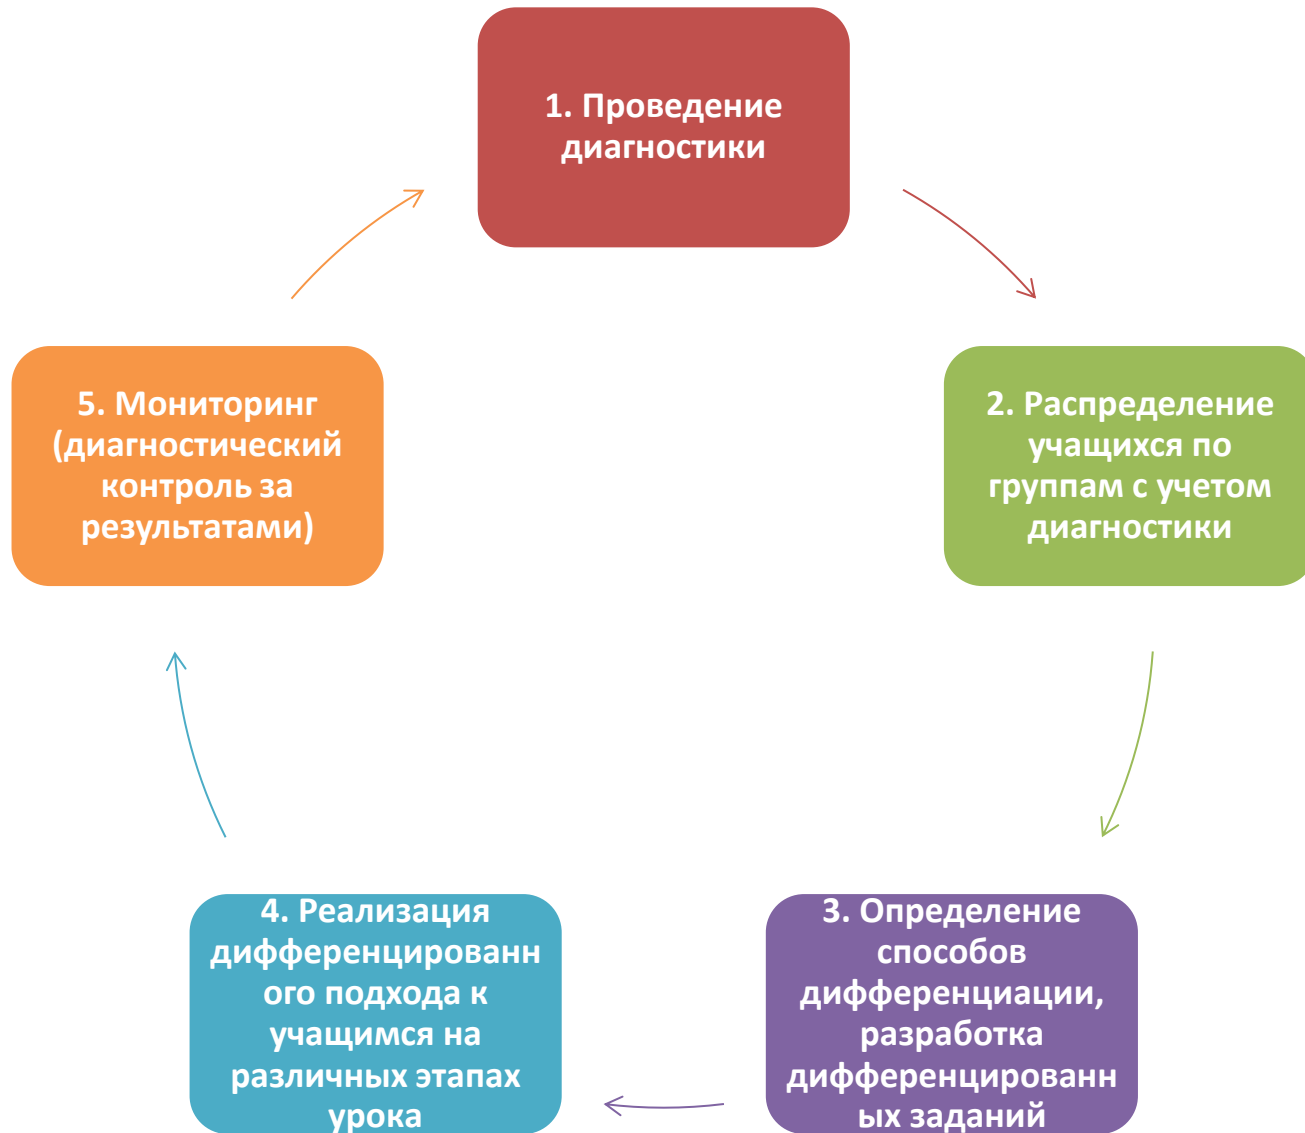 1. Проведение
диагностики
2. Распределение
учащихся по
группам с учетом
диагностики
3. Определение
способов
дифференциации,
разработка
дифференцированн
ых заданий
4. Реализация
дифференцированн
ого подхода к
учащимся на
различных этапах
урока
5. Мониторинг
(диагностический
контроль за
результатами)